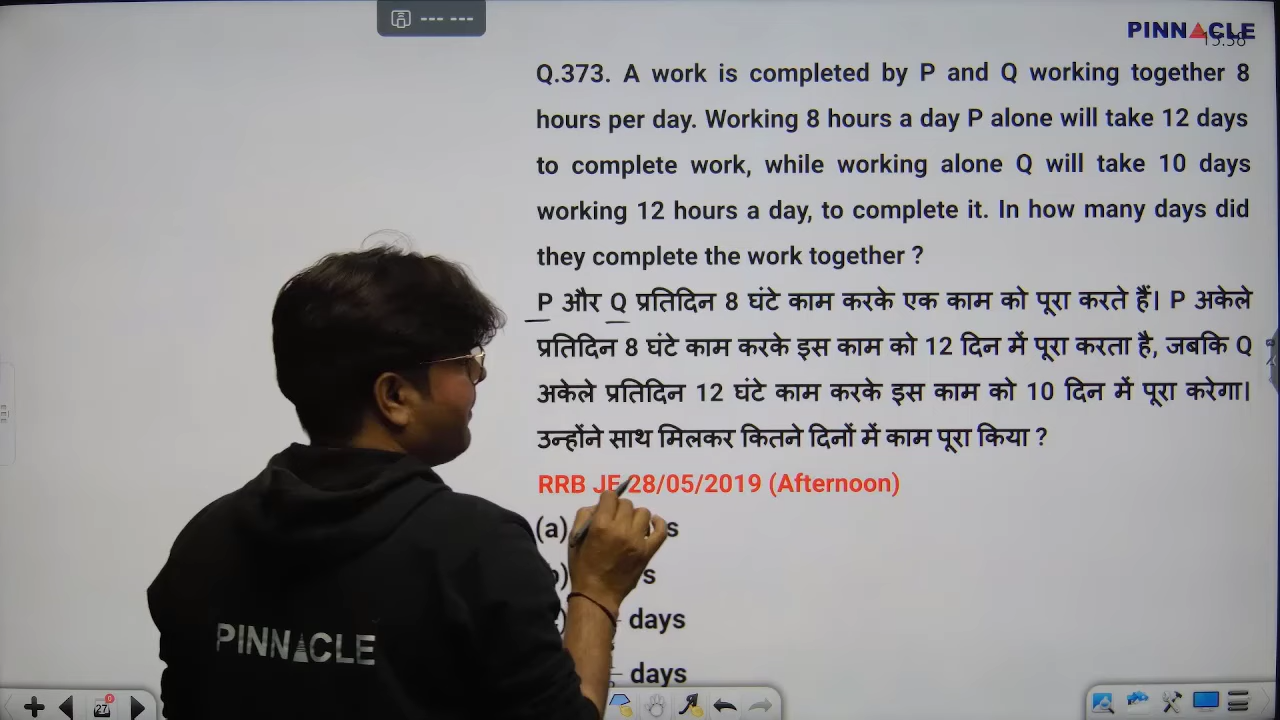 PINNACLE
15:38
Q.373. A work is completed by P and Q working together 8
hours per day. Working 8 hours a day P alone will take 12 days
to complete work, while working alone Q will take 10 days
working 12 hours a day, to complete it. In how many days did
they complete the work together ?
P और Q प्रतिदिन 8 घंटे काम करके एक काम को पूरा करते हैं। P अकेले
प्रतिदिन 8 घंटे काम करके इस काम को 12 दिन में पूरा करता है, जबकि Q
अकेले प्रतिदिन 12 घंटे काम करके इस काम को 10 दिन में पूरा करेगा।
उन्होंने साथ मिलकर कितने दिनों में काम पूरा किया ?
RRB JE 28/05/2019 (Afternoon)
(a)
days
days
PINNACLE
27